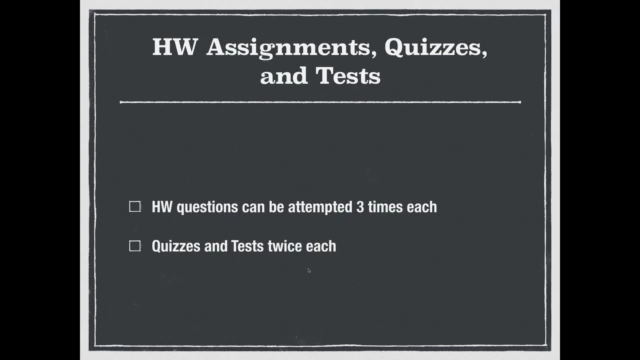 HW Assignments, Quizzes,
and Tests
HW questions can be attempted 3 times each
Quizzes and Tests twice each